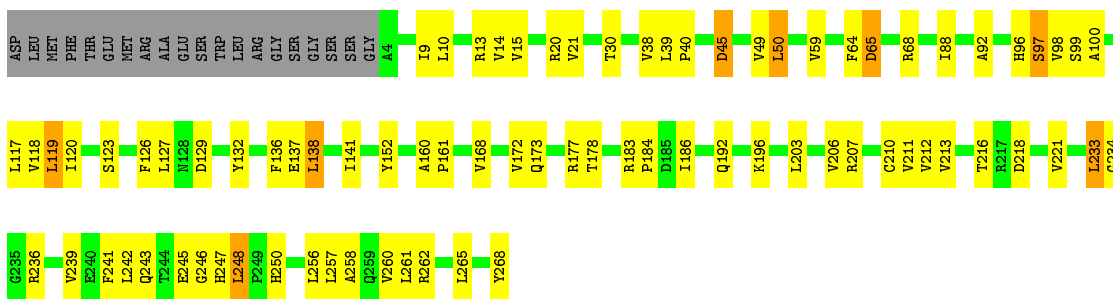 ASP LEU MET PHE THR GLU MET ARG ALA GLU SER TRP LEU ARG GLY SER GLY SER SER GLY A4 I9 L10 R13 V14 V15 R20 V21 T30 V38 L39 P40 D45 V49 L50 V59 F64 D65 R68 I88 A92 H96 S97 V98 S99 A100
L117 V118 L119 I120 S123 F126 L127 N128 D129 Y132 F136 E137 L138 I141 Y152 A160 P161 V168 V172 Q173 R177 T178 R183 P184 D185 I186 Q192 K196 L203 V206 R207 C210 V211 V212 V213 T216 R217 D218 V221 L233 G234
G235 R236 V239 E240 F241 L242 Q243 T244 E245 G246 H247 L248 P249 H250 L256 L257 A258 Q259 V260 L261 R262 L265 Y268